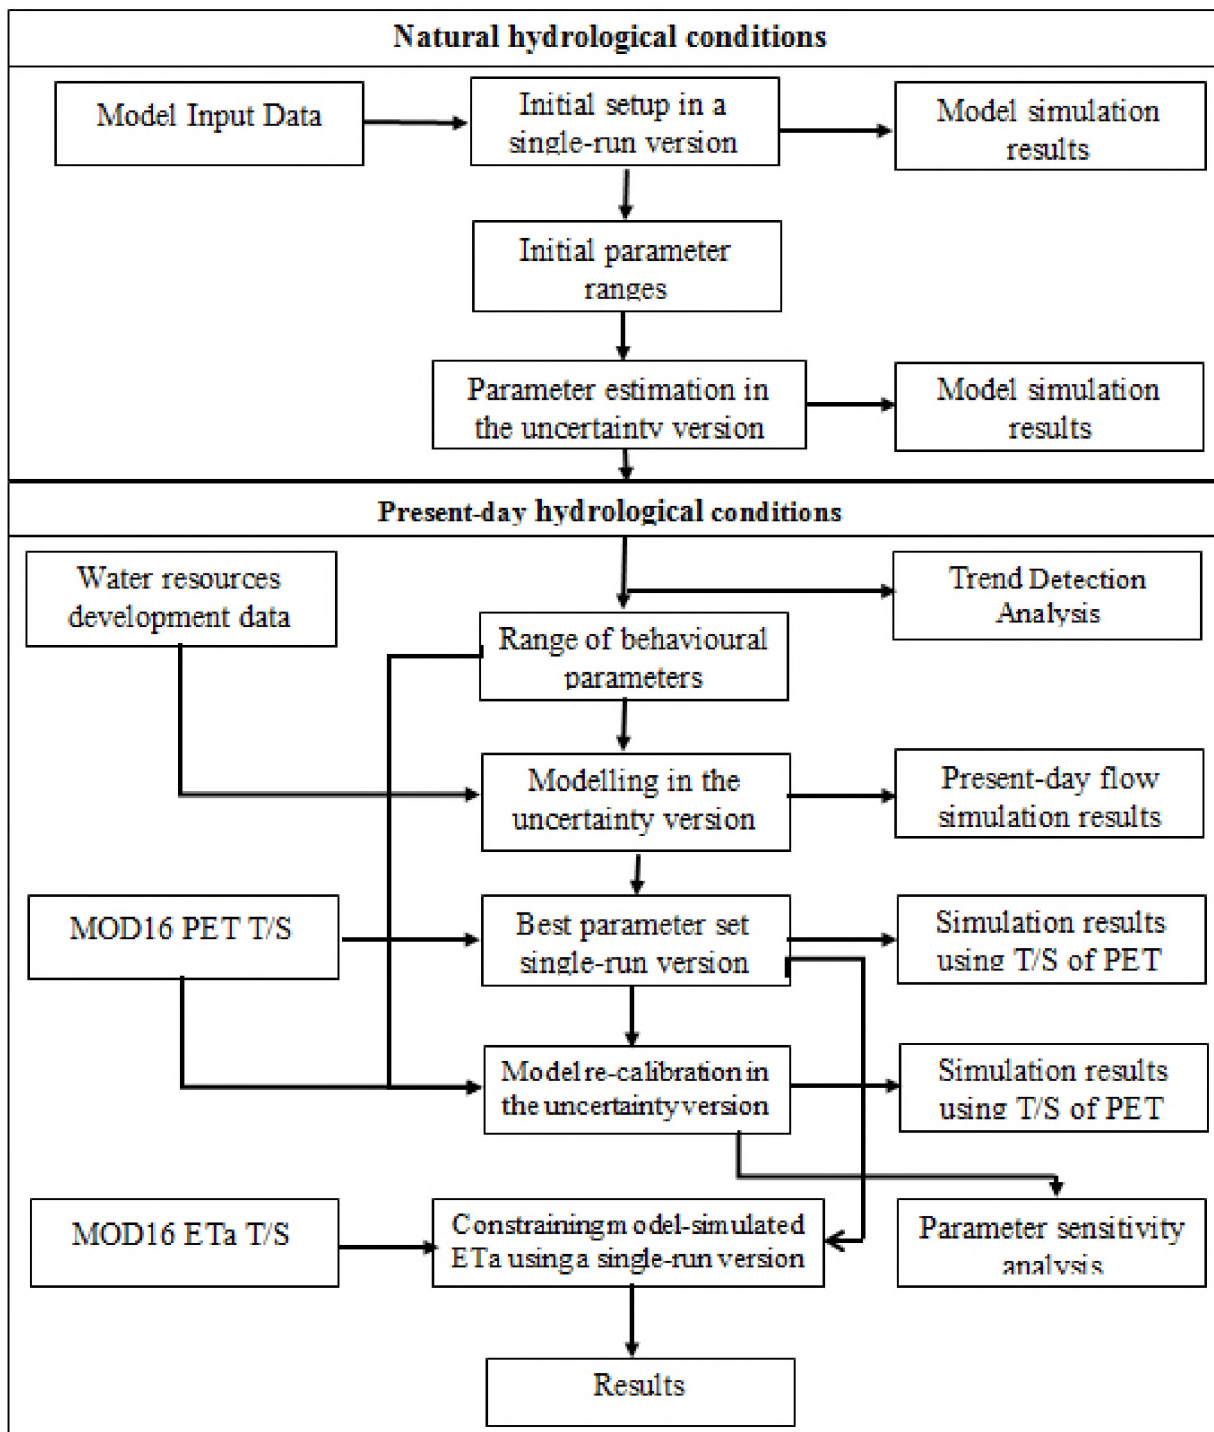 Natural hydrological conditions
Model Input Data
Initial setup in a
single-run version
Model simulation
results
Initial parameter
ranges
Parameter estimation in
the uncertainty version
Model simulation
results
Present-day hydrological conditions
Water resources
development data
Trend Detection
Analysis
Range of behavioural
parameters
Modelling in the
uncertainty version
Present-day flow
simulation results
MOD16 PET T/S
Best parameter set
single-run version
Simulation results
using T/S of PET
Model re-calibration in
the uncertainty version
Simulation results
using T/S of PET
MOD16 ETa T/S
Constraining model-simulated
ETa using a single-run version
Parameter sensitivity
analysis
Results